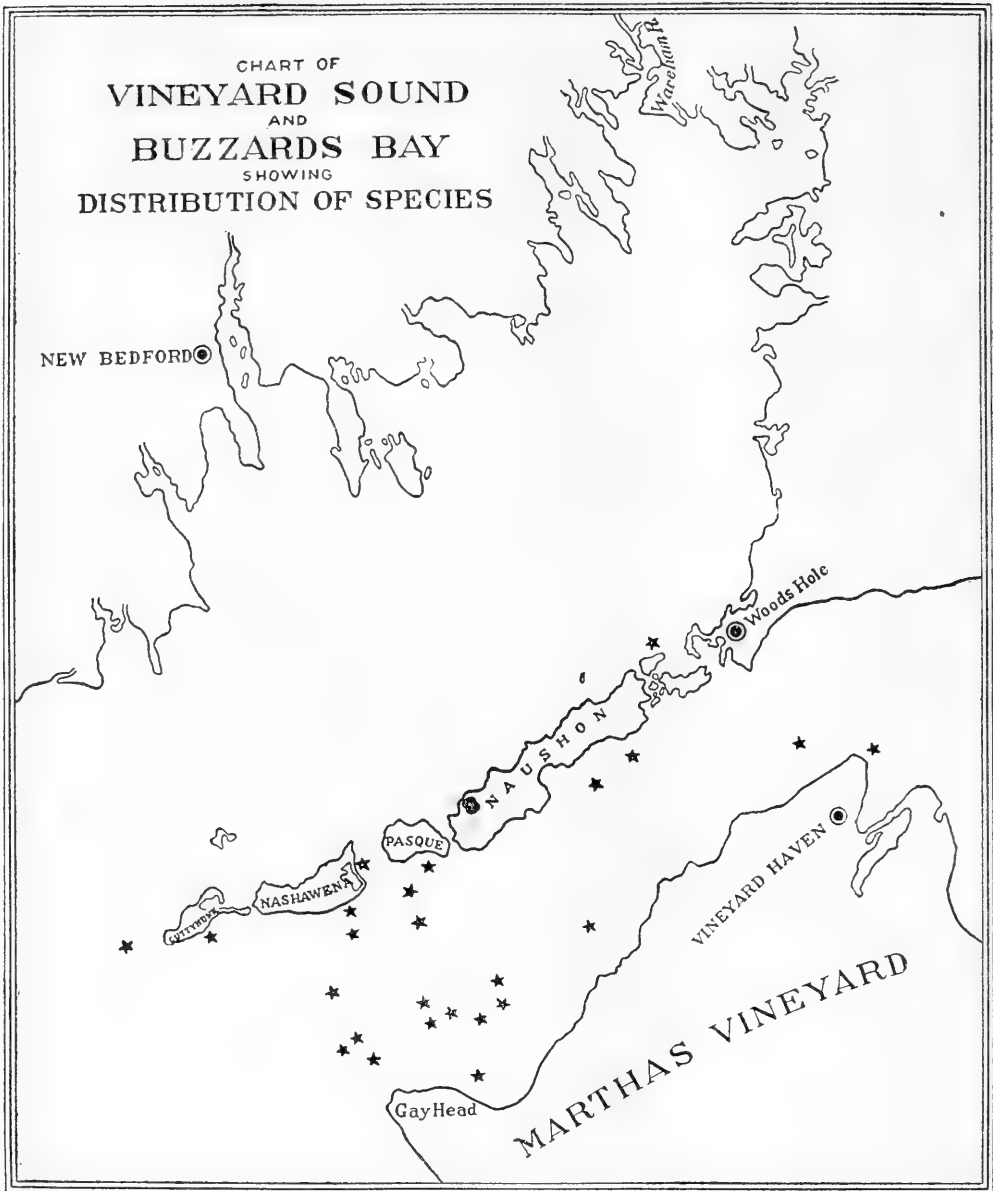 CHART OF
VINEYARD SOUND
AND
BUZZARDS BAY
SHOWING
DISTRIBUTION OF SPECIES
Wareham R.
NEW BEDFORD
Woods Hole
NAUSHON
PASQUE
NASHAWENA
CUTTYHUNK
VINEYARD HAVEN
MARTHAS VINEYARD
Gay Head